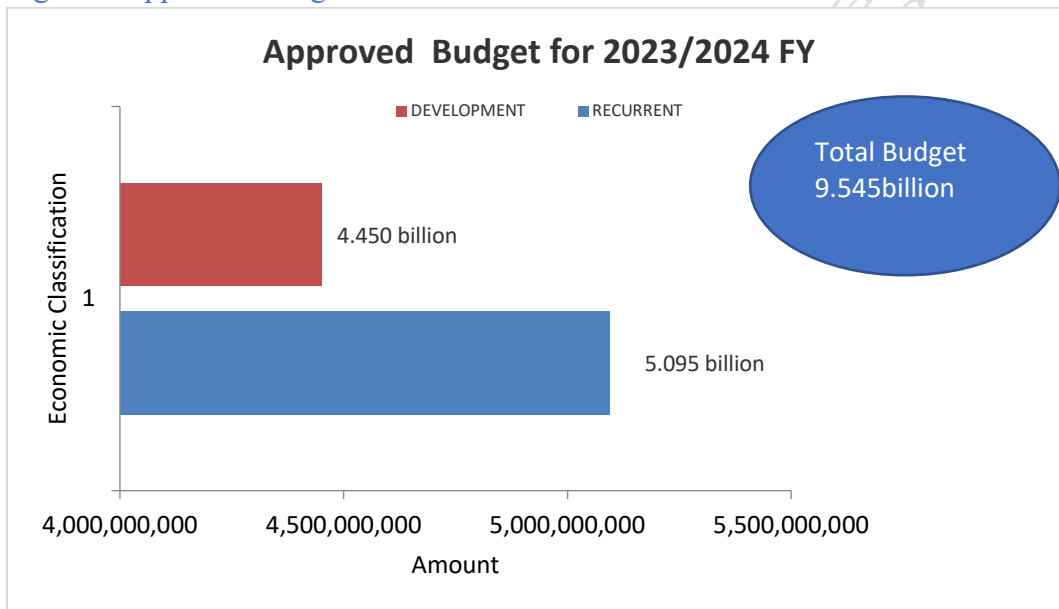 Approved Budget for 2023/2024 FY
DEVELOPMENT RECURRENT
Total Budget
9.545billion
Economic Classification
1
4.450 billion
5.095 billion
4,000,000,000 4,500,000,000 5,000,000,000 5,500,000,000
Amount